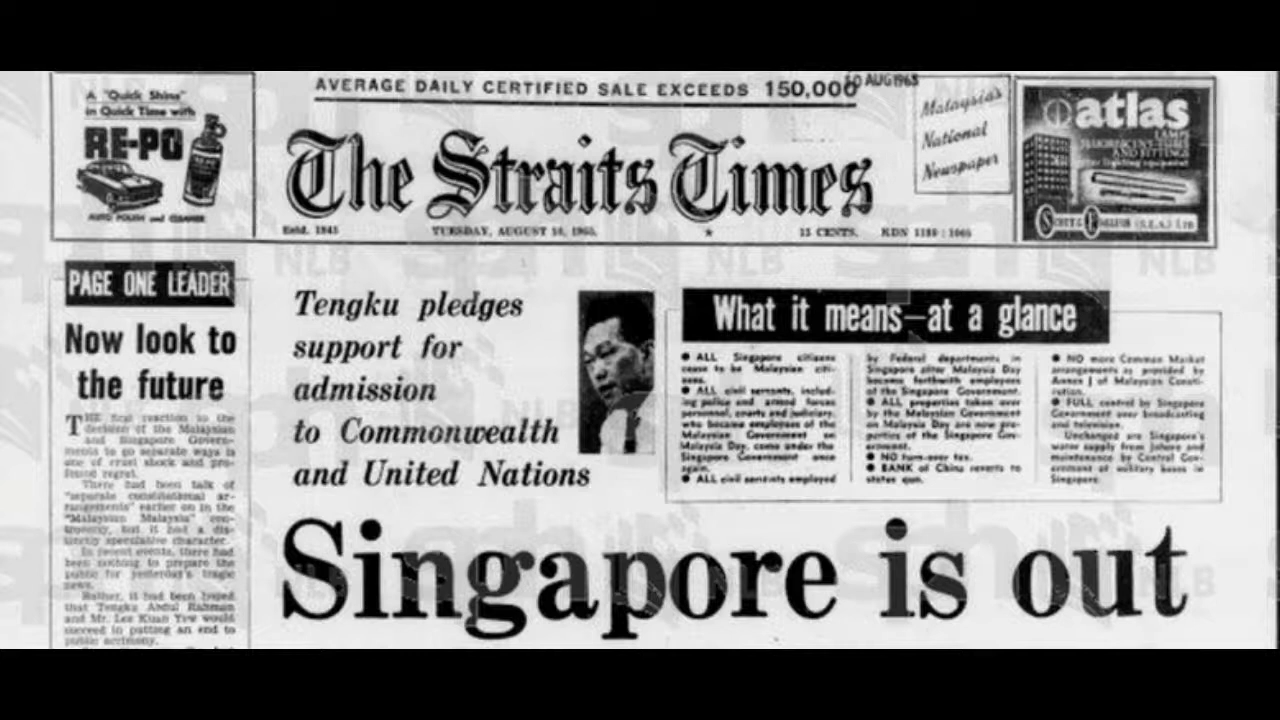 A "Quick Shine"
in Quick Time with
RE-PO
AUTO POLISH and CLEANER
AVERAGE DAILY CERTIFIED SALE EXCEEDS 150,000
10 AUG 1965
Malaysia's
National
Newspaper
atlas
LAMPS
FLUORESCENT-TUBES
AND FITTINGS
The Straits Times
Estd. 1845
TUESDAY, AUGUST 10, 1965.
15 CENTS.
KDN
PAGE ONE LEADER
Now look to
the future
THE first reaction to the
decision of the Malaysian
and Singapore Govern-
ments to go separate ways is
one of cruel shock and pro-
found regret.
There had been talk of
"separate constitutional ar-
rangements" earlier on in the
"Malaysian Malaysia" con-
troversy, but it had a dis-
tinctly speculative character.
In recent events, there had
been nothing to prepare the
public for yesterday's tragic
news.
Rather, it had been hoped
that Tengku Abdul Rahman
and Mr. Lee Kuan Yew would
succeed in putting an end to
public acrimony.
Tengku pledges
support for
admission
to Commonwealth
and United Nations
What it means—at a glance
● ALL Singapore citizens
cease to be Malaysian citi-
zens.
● ALL civil servants, includ-
ing police and armed forces
personnel, courts and judiciary,
who became employees of the
Malaysian Government on
Malaysia Day, come under the
Singapore Government once
again.
● ALL civil servants employed
by Federal departments in
Singapore after Malaysia Day
become forthwith employees
of the Singapore Government.
● ALL properties taken over
by the Malaysian Government
on Malaysia Day are now pro-
perties of the Singapore Gov-
ernment.
● NO turn-over tax.
● BANK of China reverts to
status quo.
● NO more Common Market
arrangements as provided by
Annex J of Malaysian Consti-
tution.
● FULL control by Singapore
Government over broadcasting
and television.
Unchanged are Singapore's
water supply from Johore and
maintenance by Central Gov-
ernment of military bases in
Singapore.
Singapore is out
NLB
sph